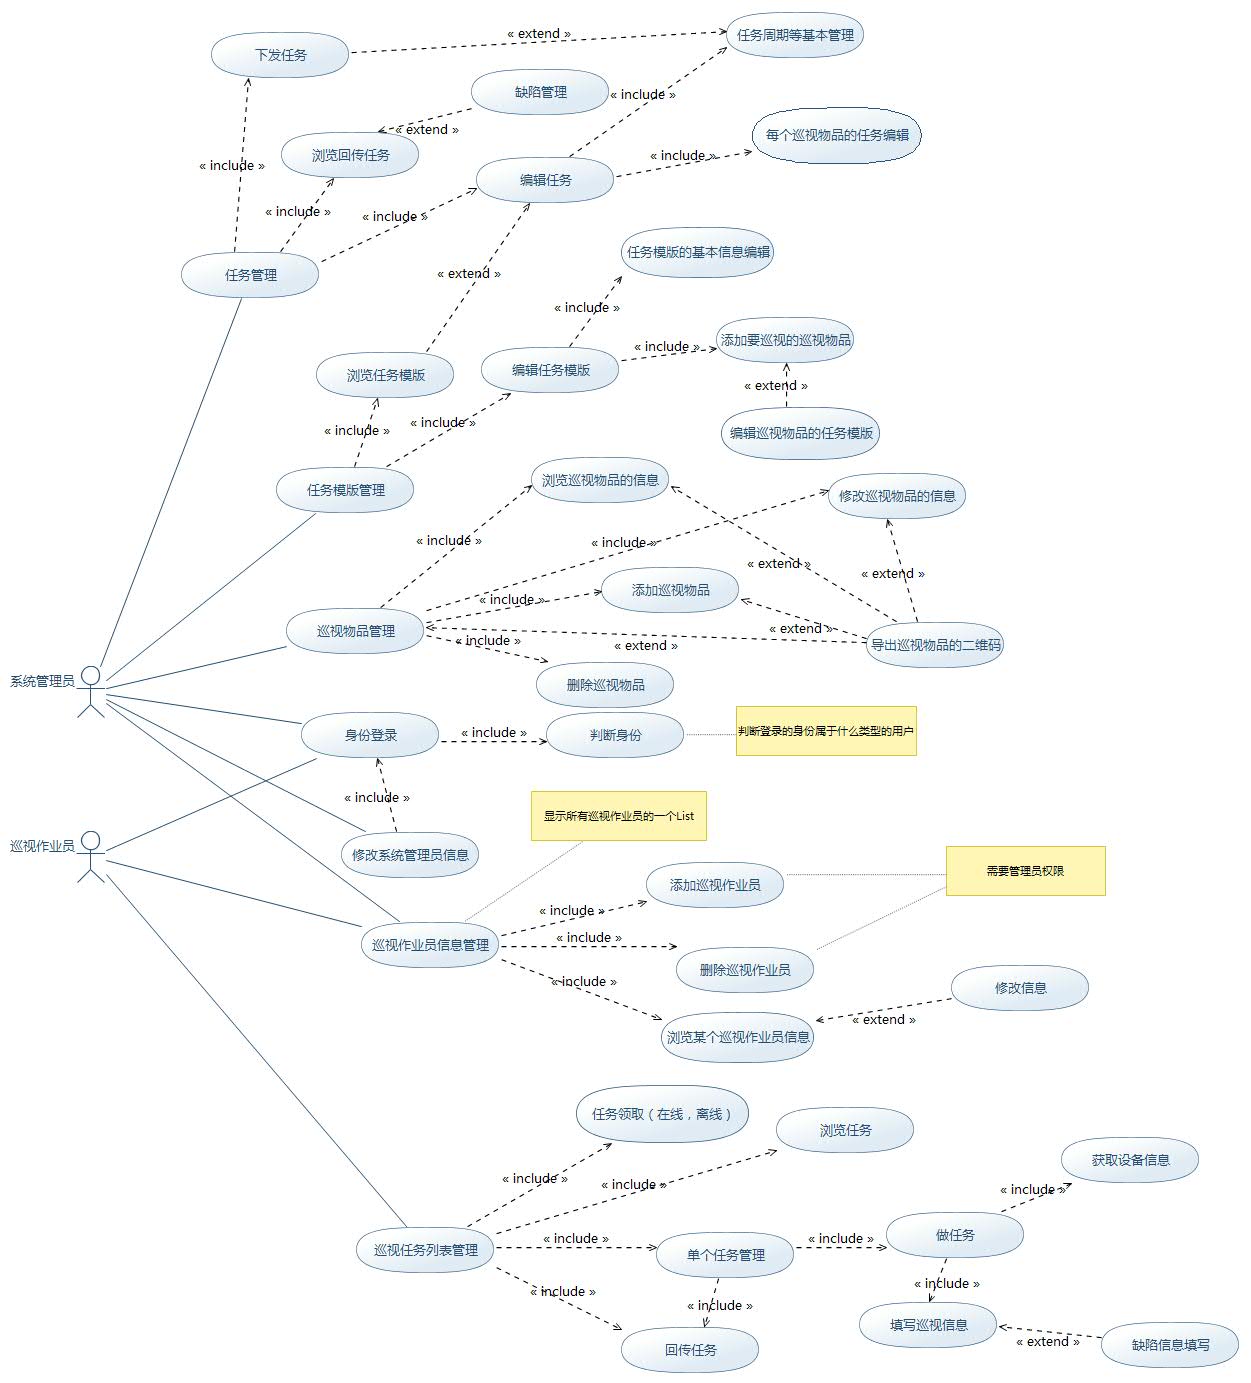 « extend »
任务周期等基本管理
下发任务
缺陷管理
« include »
« extend »
每个巡视物品的任务编辑
浏览回传任务
« include »
« include »
编辑任务
« include »
« include »
任务模版的基本信息编辑
任务管理
« extend »
« include »
添加要巡视的巡视物品
« include »
编辑任务模版
浏览任务模版
« extend »
« include »
« include »
编辑巡视物品的任务模版
浏览巡视物品的信息
任务模版管理
修改巡视物品的信息
« include »
« include »
« extend »
« extend »
添加巡视物品
« include »
巡视物品管理
« extend »
« include »
« extend »
导出巡视物品的二维码
系统管理员
删除巡视物品
身份登录
« include »
判断身份
判断登录的身份属于什么类型的用户
« include »
显示所有巡视作业员的一个List
巡视作业员
修改系统管理员信息
需要管理员权限
添加巡视作业员
« include »
巡视作业员信息管理
« include »
删除巡视作业员
« include »
修改信息
« extend »
浏览某个巡视作业员信息
任务领取（在线，离线）
浏览任务
获取设备信息
« include »
« include »
« include »
巡视任务列表管理
« include »
单个任务管理
« include »
做任务
« include »
« include »
« include »
填写巡视信息
« extend »
缺陷信息填写
回传任务